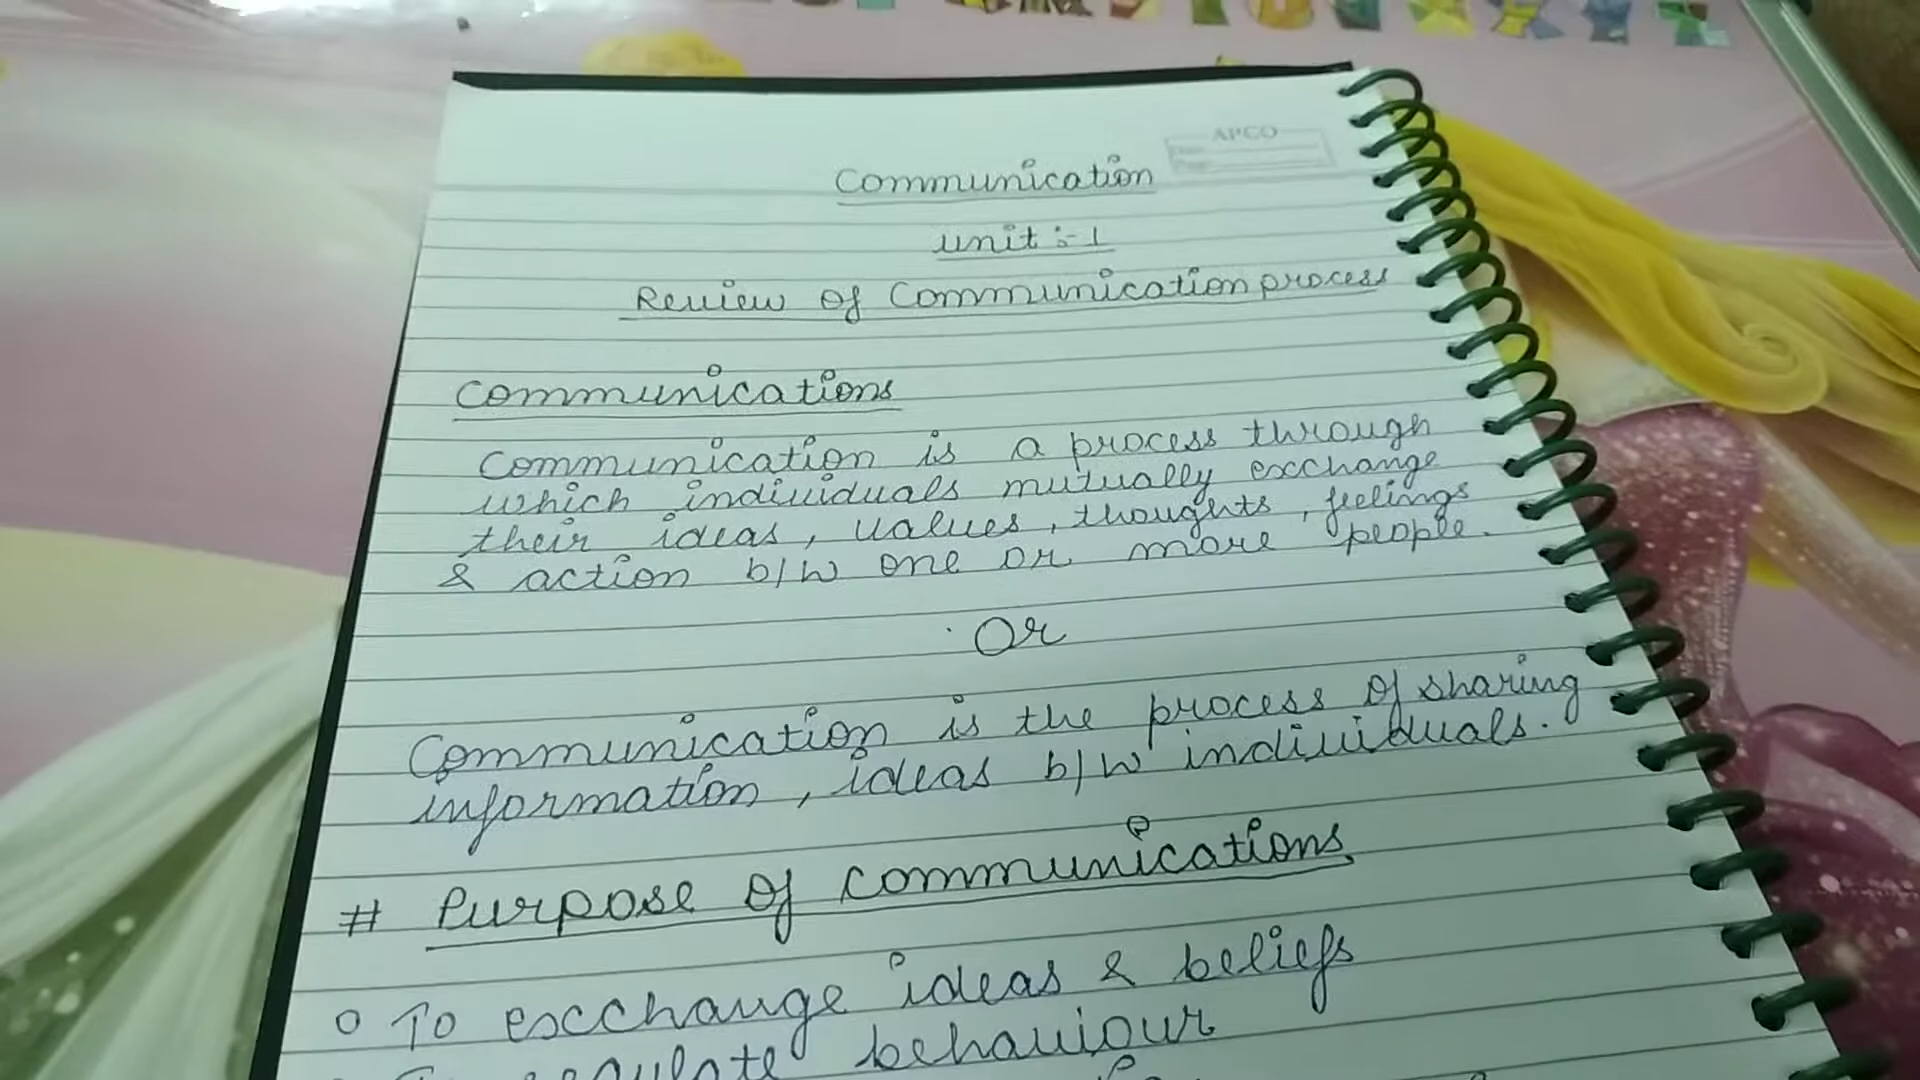 APCO
Communication
unit :- 1
Review of Communication process
Communications
Communication is a process through
which individuals mutually exchange
their ideas, values, thoughts, feelings
& action b/w one or more people.
Or
Communication is the process of sharing
information, ideas b/w individuals.
# Purpose of communications
o To exchange ideas & beliefs
To regulate behaviour